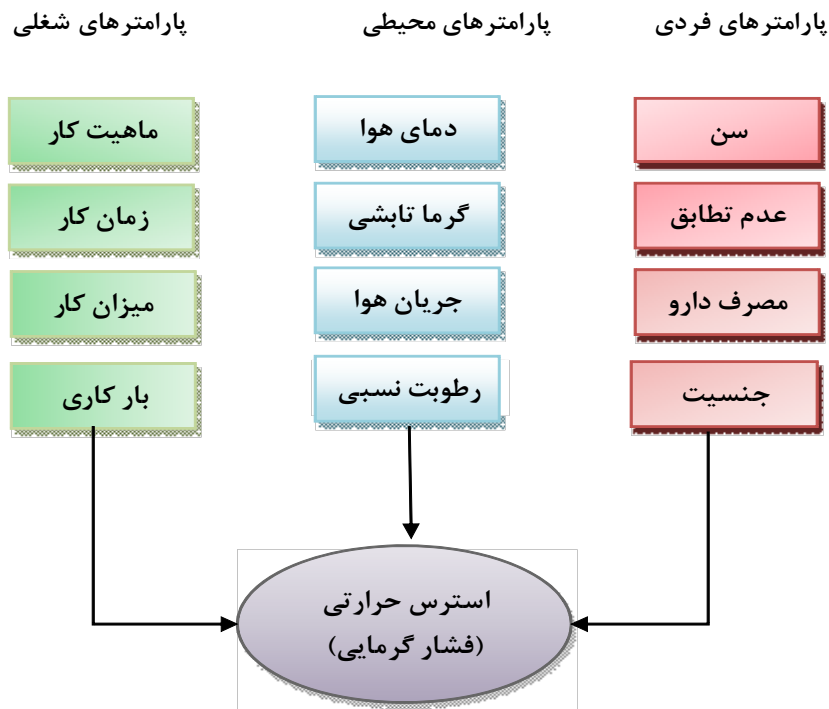 پارامترهای فردی
پارامترهای محیطی
پارامترهای شغلی
سن
عدم تطابق
مصرف دارو
جنسیت
دمای هوا
گرما تابشی
جریان هوا
رطوبت نسبی
ماهیت کار
زمان کار
میزان کار
بار کاری
استرس حرارتی
(فشار گرمایی)